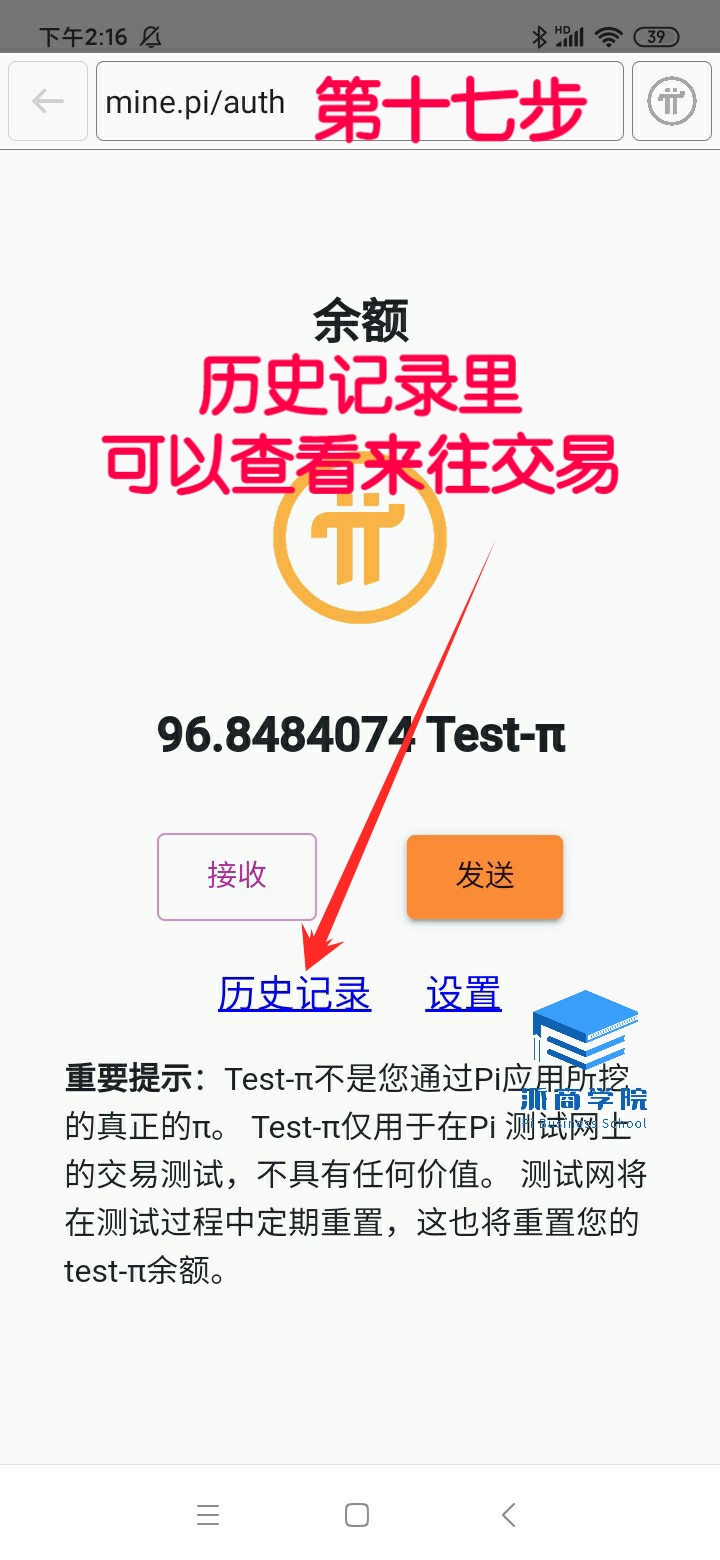 下午2:16
HD
39
mine.pi/auth
第十七步
余额
历史记录里
可以查看来往交易
96.8484074 Test-π
接收
发送
历史记录
设置
重要提示：Test-π不是您通过Pi应用所挖
的真正的π。 Test-π仅用于在Pi 测试网上
的交易测试，不具有任何价值。 测试网将
在测试过程中定期重置，这也将重置您的
test-π余额。
派商学院
Pi Business School